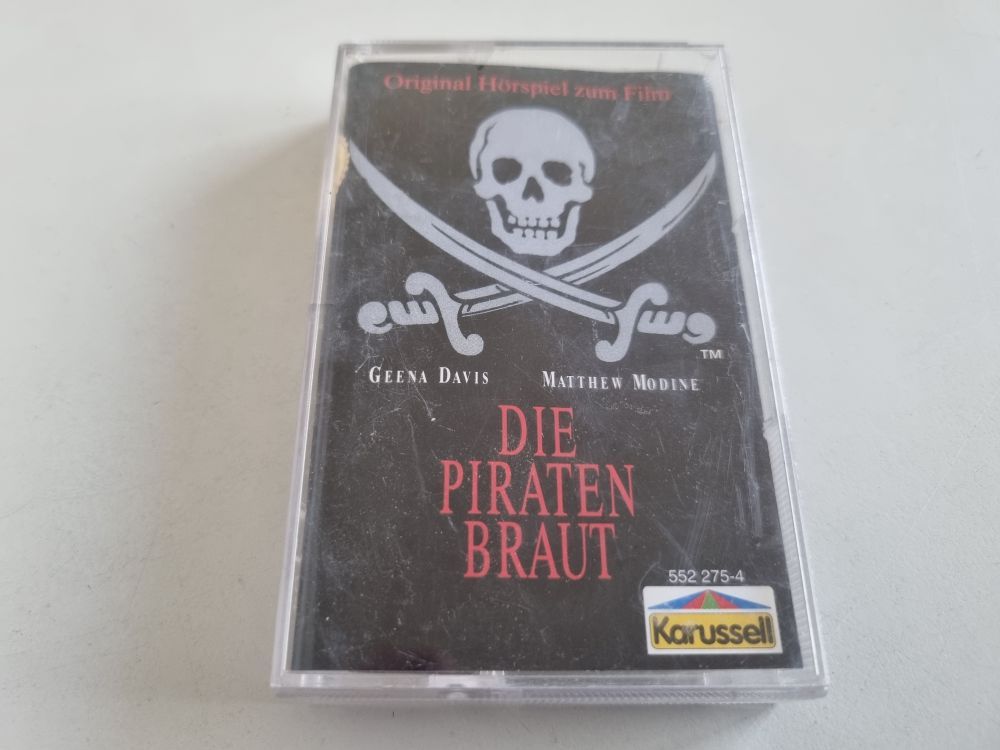 Original Hörspiel zum Film
TM
GEENA DAVIS MATTHEW MODINE
DIE
PIRATEN
BRAUT
552 275-4
Karussell